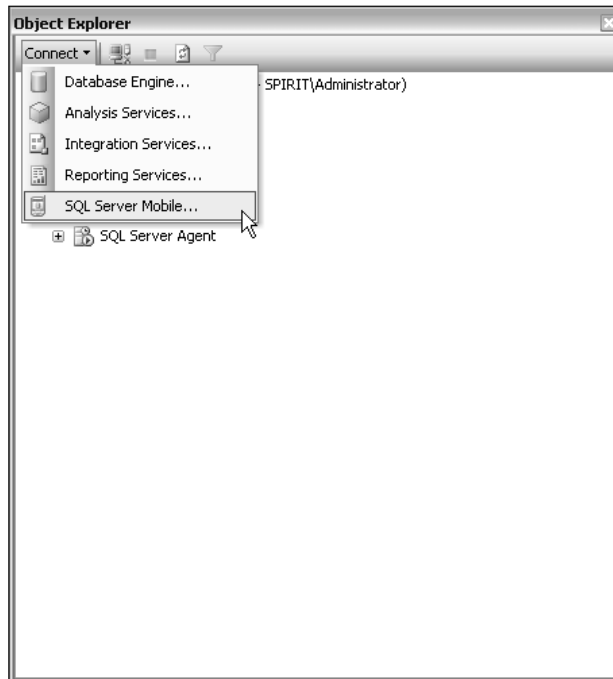 Object Explorer
Connect
Database Engine... - SPIRIT\Administrator)
Analysis Services...
Integration Services...
Reporting Services...
SQL Server Mobile...
SQL Server Agent